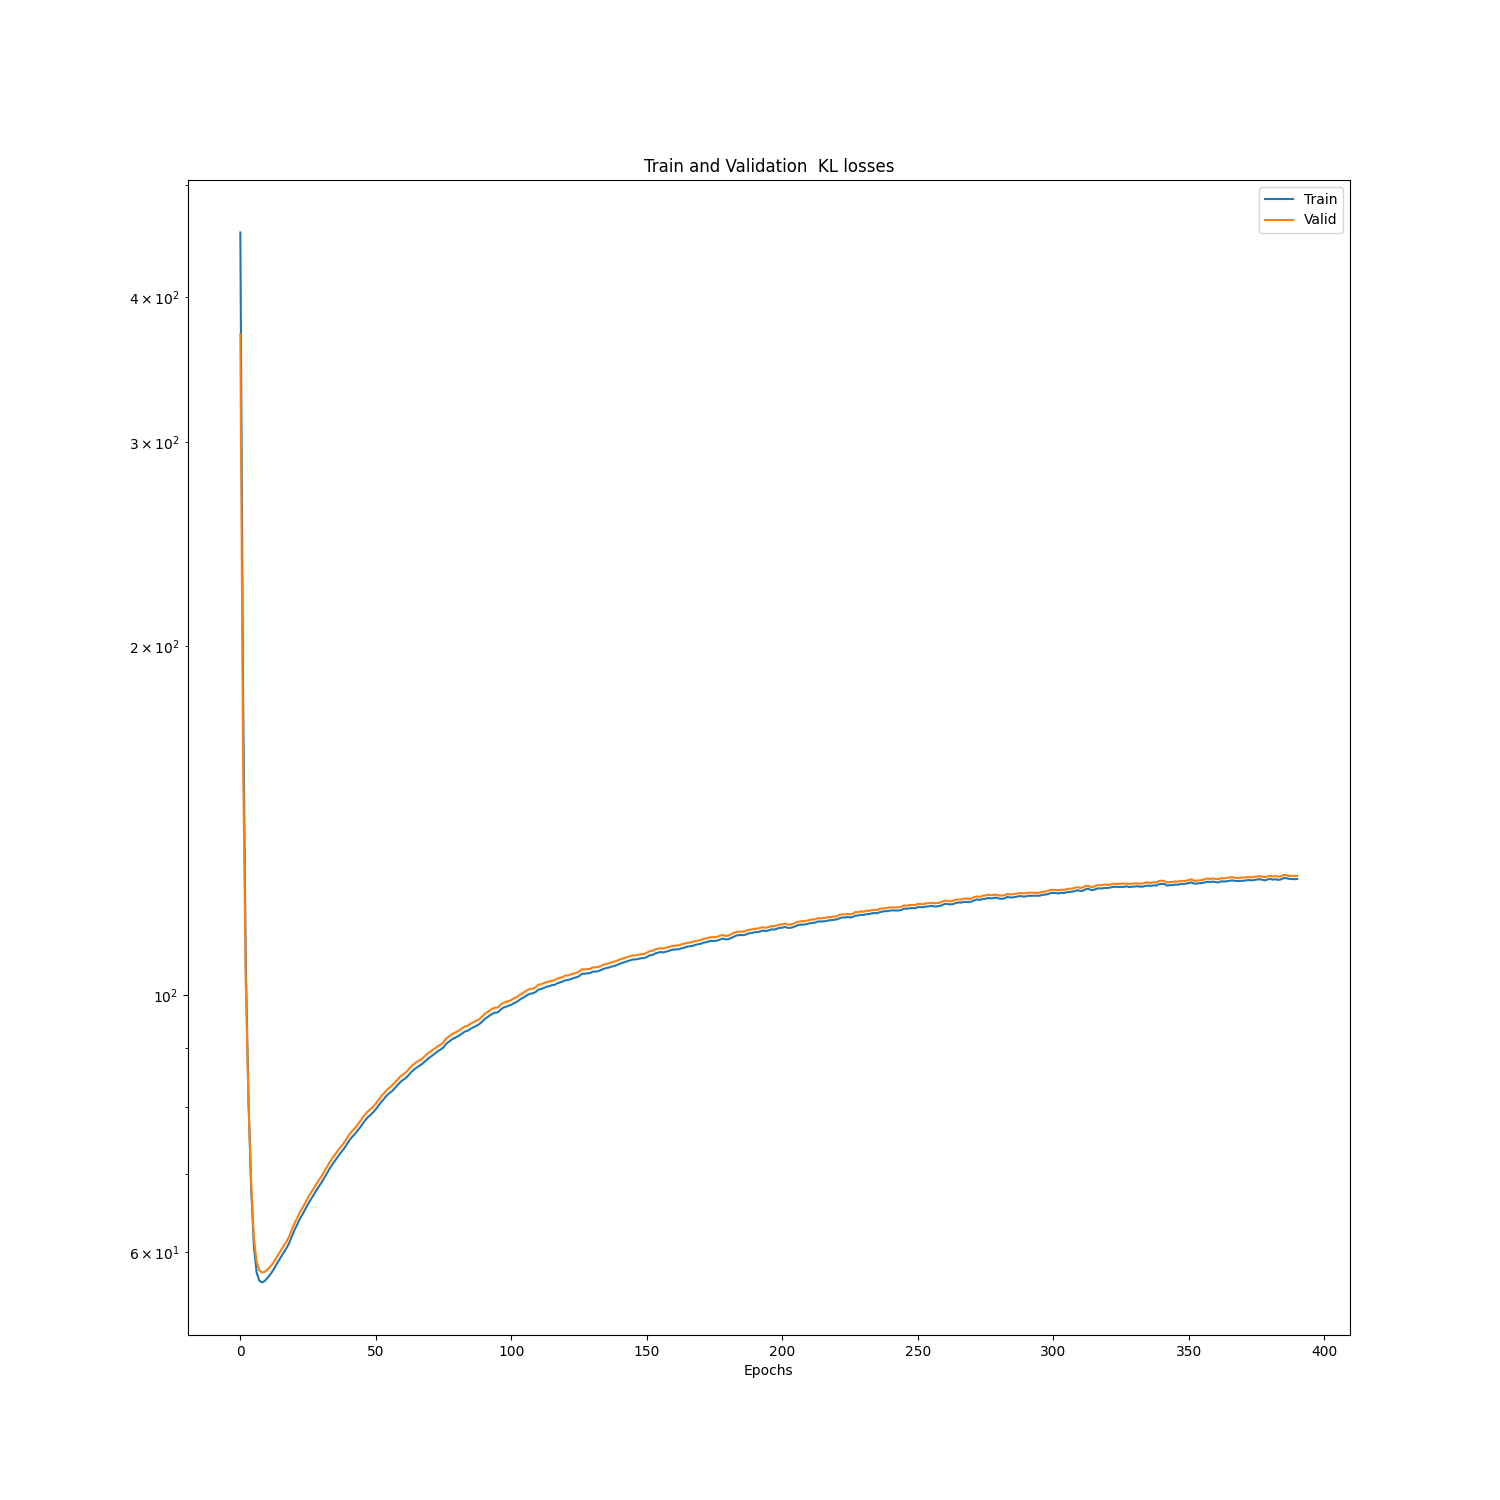 Train and Validation  KL losses
Train
Valid
4 × 10²
3 × 10²
2 × 10²
10²
6 × 10¹
0 50 100 150 200 250 300 350 400
Epochs